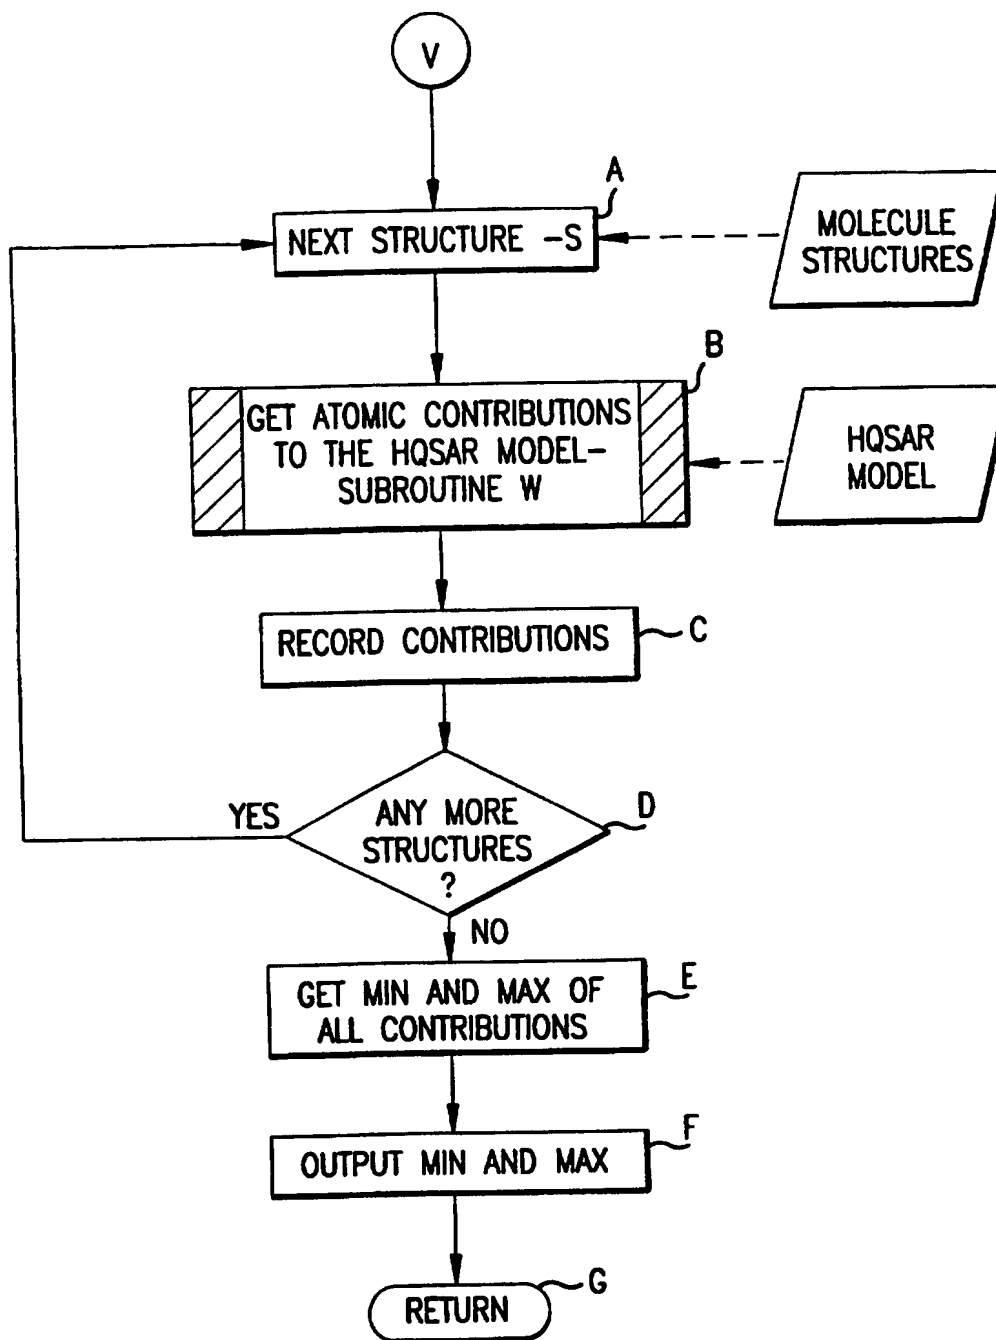 V
A
NEXT STRUCTURE -S
MOLECULE
STRUCTURES
B
GET ATOMIC CONTRIBUTIONS
TO THE HQSAR MODEL-
SUBROUTINE W
HQSAR
MODEL
RECORD CONTRIBUTIONS
C
YES
ANY MORE
STRUCTURES
?
D
NO
GET MIN AND MAX OF
ALL CONTRIBUTIONS
E
OUTPUT MIN AND MAX
F
RETURN
G